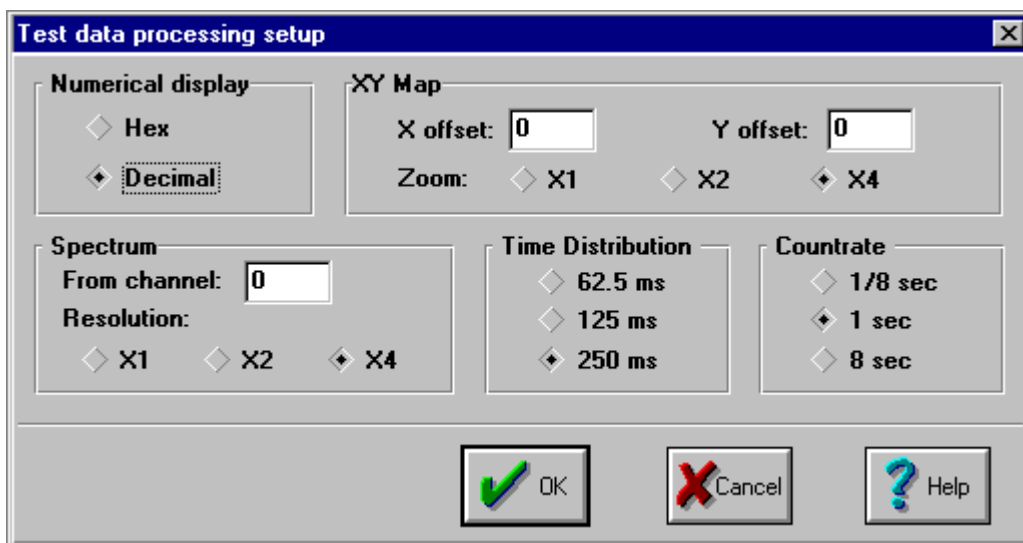 Test data processing setup
Numerical display
Hex
Decimal
XY Map
X offset: 0 Y offset: 0
Zoom: X1 X2 X4
Spectrum
From channel: 0
Resolution:
X1 X2 X4
Time Distribution
62.5 ms
125 ms
250 ms
Countrate
1/8 sec
1 sec
8 sec
OK Cancel Help